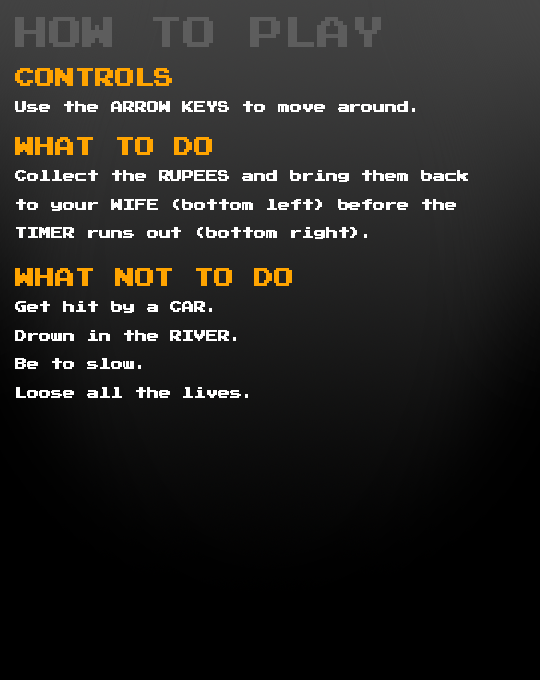 HOW TO PLAY
CONTROLS
Use the ARROW KEYS to move around.
WHAT TO DO
Collect the RUPEES and bring them back
to your WIFE (bottom left) before the
TIMER runs out (bottom right).
WHAT NOT TO DO
Get hit by a CAR.
Drown in the RIVER.
Be to slow.
Loose all the lives.